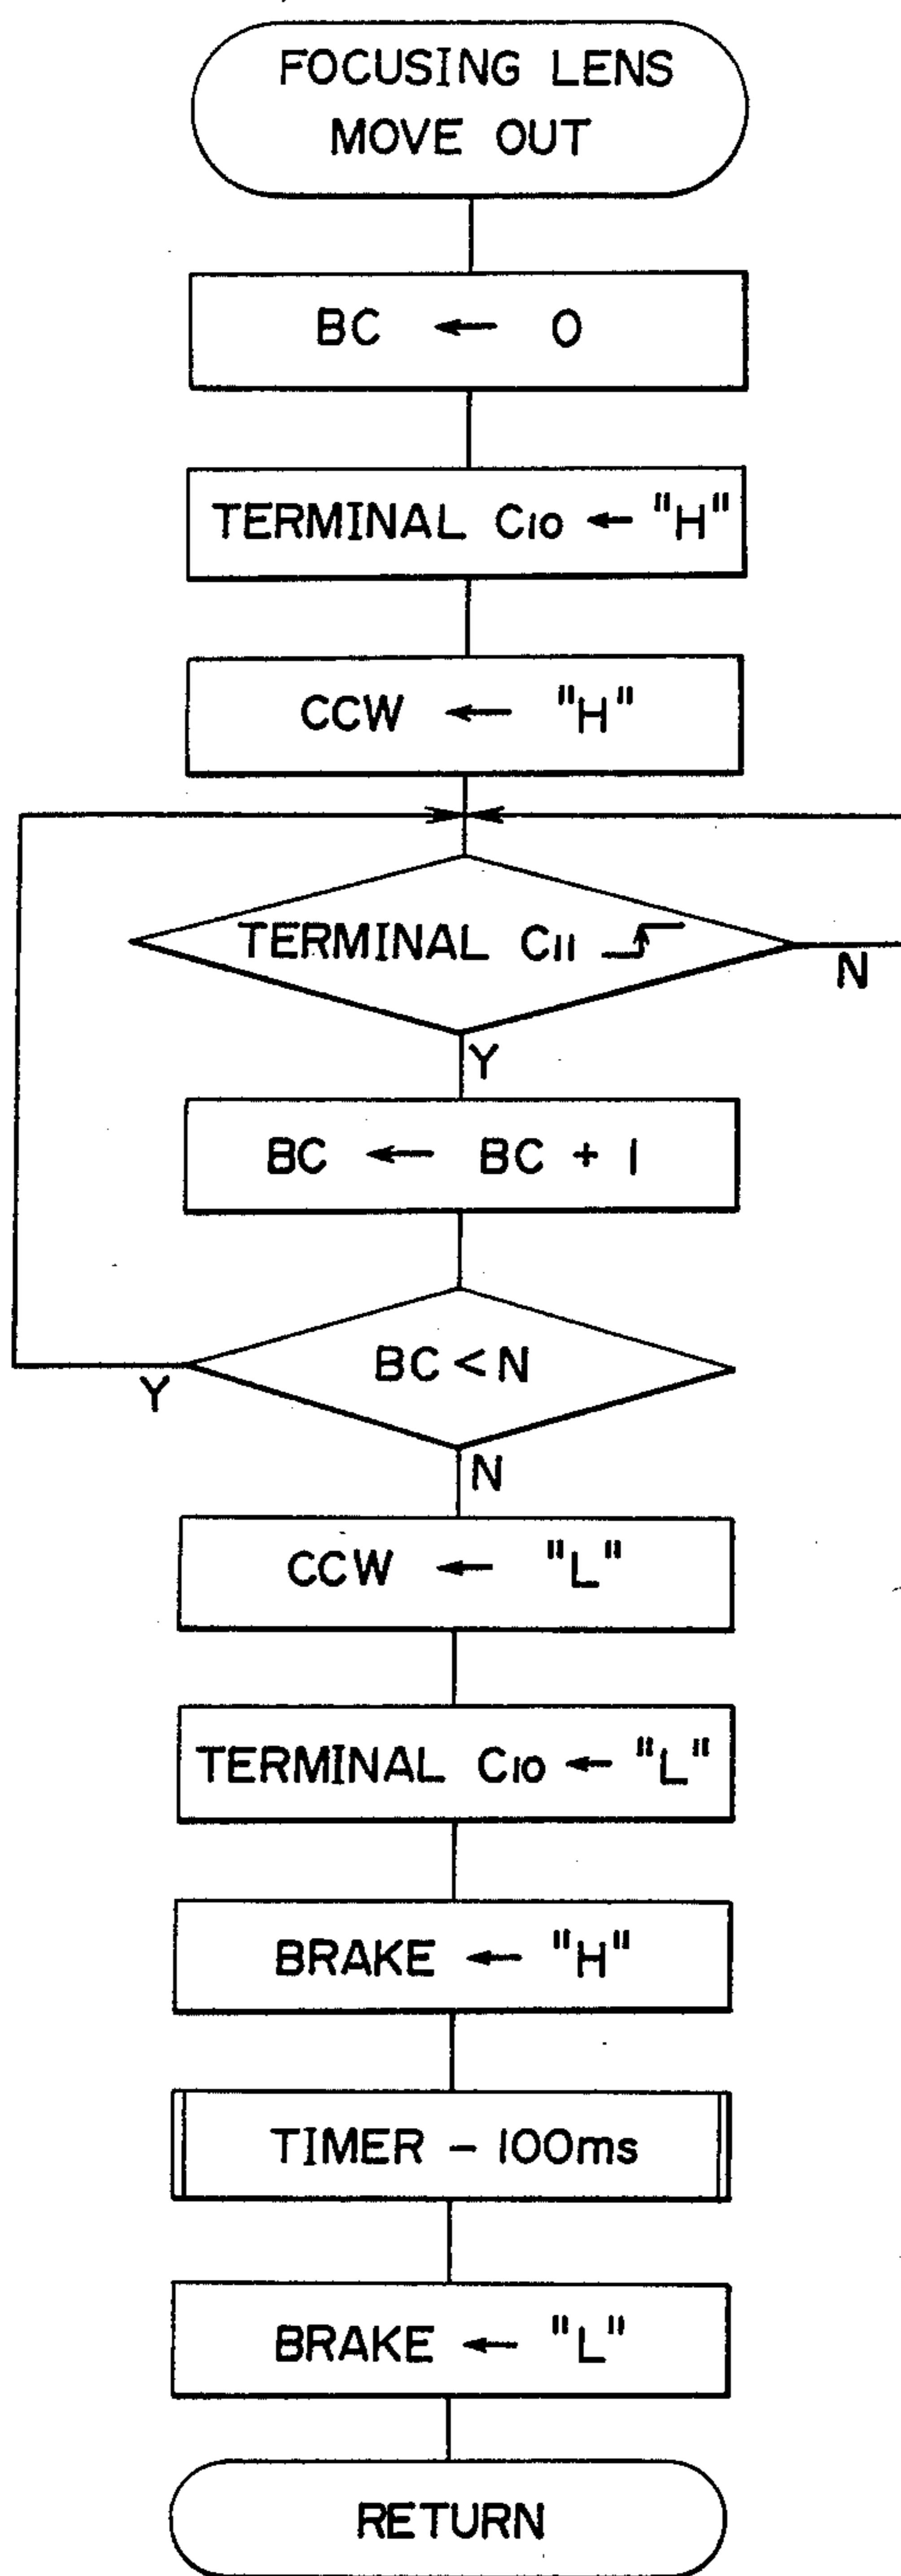 FOCUSING LENS
MOVE OUT
BC ← 0
TERMINAL C10 ← "H"
CCW ← "H"
TERMINAL C11
N
Y
BC ← BC + 1
BC < N
Y
N
CCW ← "L"
TERMINAL C10 ← "L"
BRAKE ← "H"
TIMER - 100ms
BRAKE ← "L"
RETURN